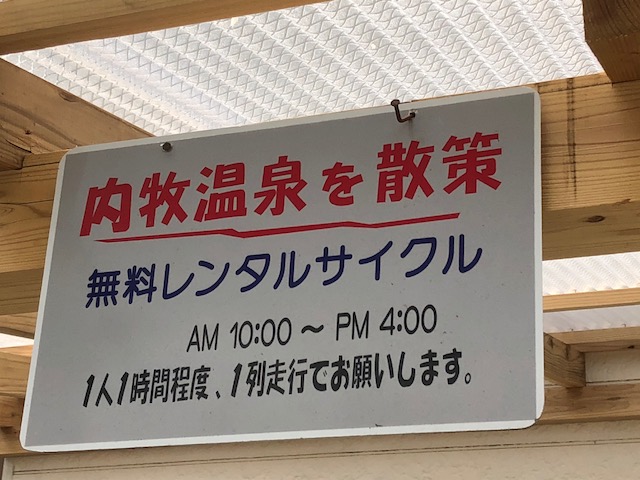 内牧温泉を散策
無料レンタルサイクル
AM 10:00 ～ PM 4:00
1人1時間程度、1列走行でお願いします。